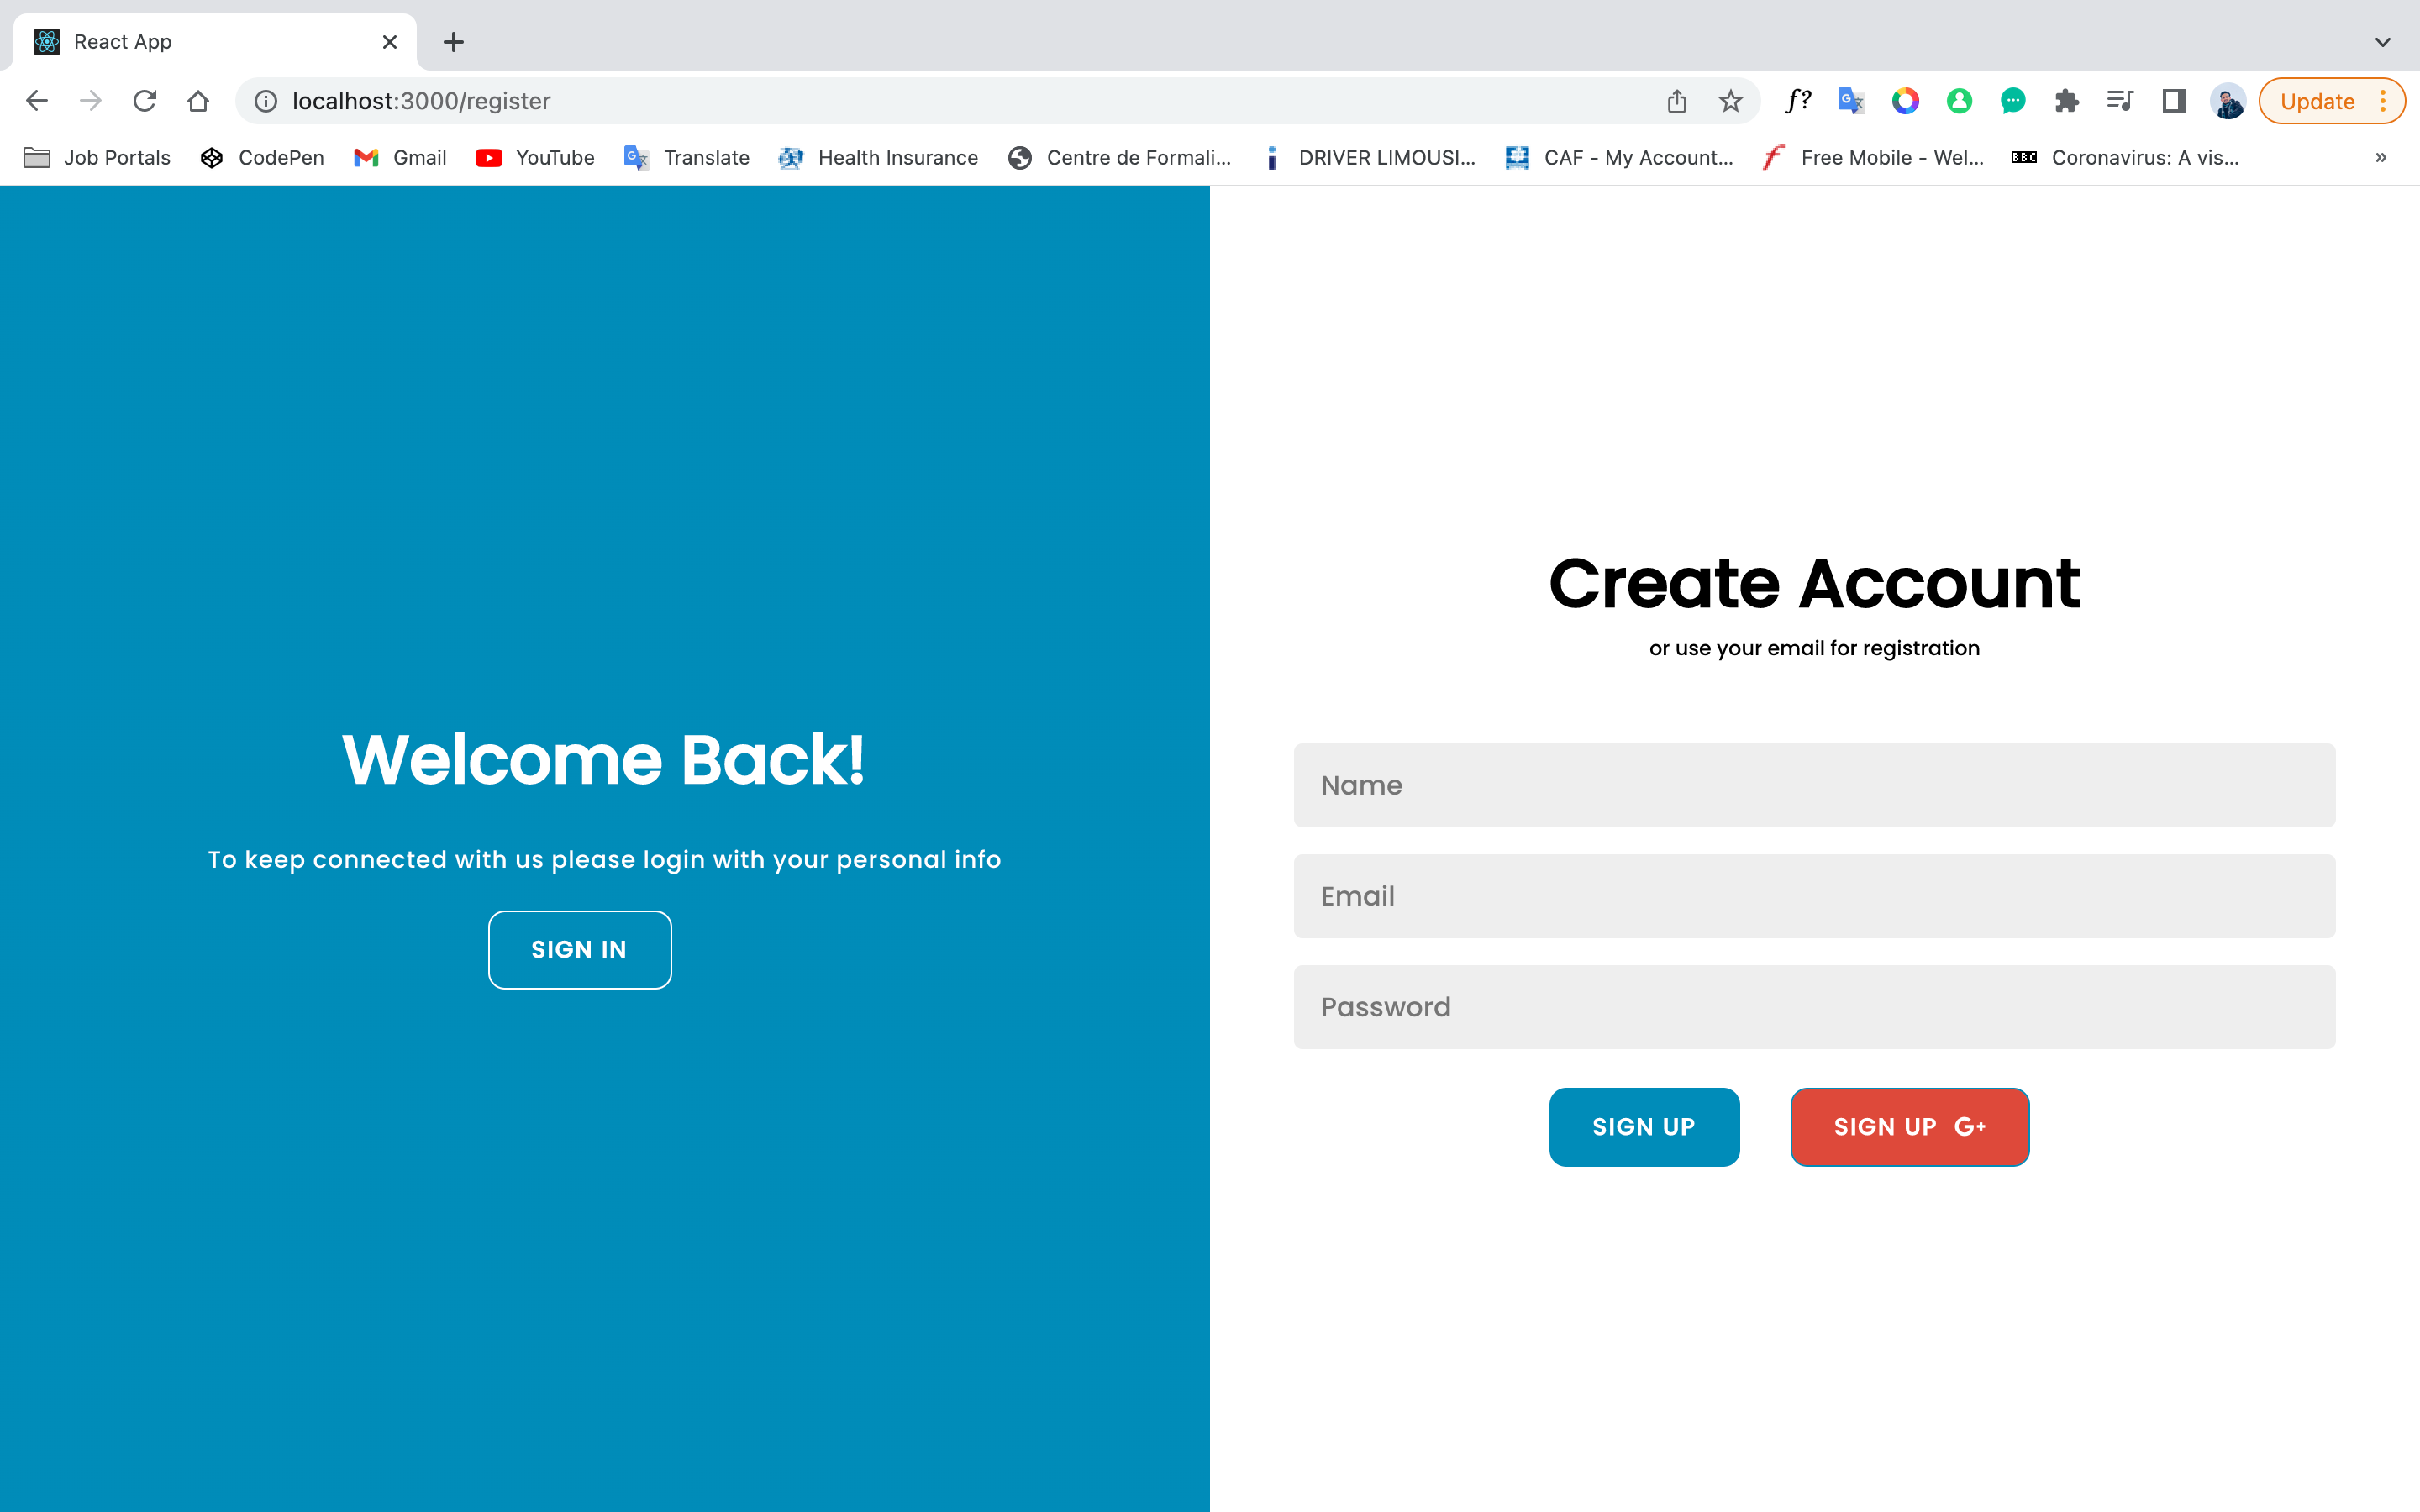 React App
localhost:3000/register
f?
Update
Job Portals
CodePen
Gmail
YouTube
Translate
Health Insurance
Centre de Formali...
DRIVER LIMOUSI...
CAF - My Account...
Free Mobile - Wel...
BBC
Coronavirus: A vis...
»
Welcome Back!
To keep connected with us please login with your personal info
SIGN IN
Create Account
or use your email for registration
Name
Email
Password
SIGN UP
SIGN UP G+